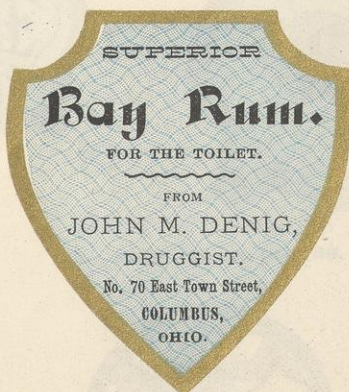 SUPERIOR
Bay Rum.
FOR THE TOILET.
FROM
JOHN M. DENIG,
DRUGGIST.
No. 70 East Town Street,
COLUMBUS,
OHIO.